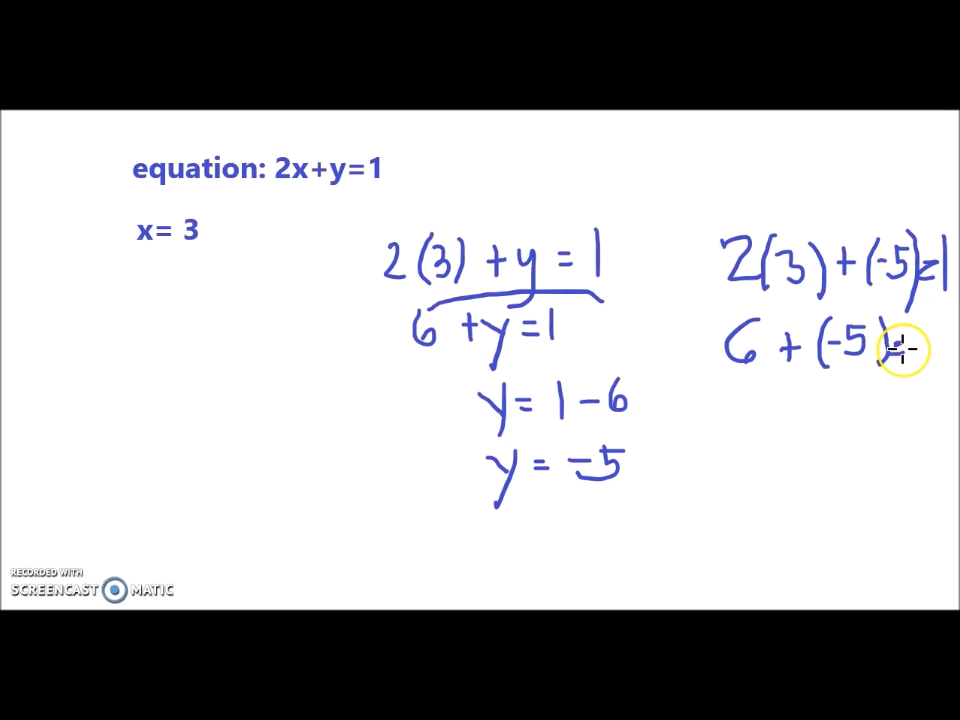 equation: 2x+y=1
x= 3
2(3) +y = 1
6 +y =1
y= 1-6
y = -5
2(3)+(-5)=1
6+(-5)=
RECORDED WITH
SCREENCAST MATIC